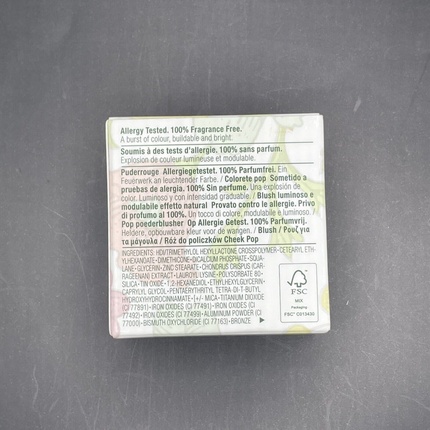 Allergy Tested. 100% Fragrance Free.
A burst of colour, buildable and bright.
Soumis à des tests d'allergie. 100% sans parfum.
Explosion de couleur lumineuse et modulable.
Puderrouge Allergiegetestet. 100% Parfumfrei. Ein
Feuerwerk an leuchtender Farbe. / Colorete pop Sometido a
pruebas de alergia. 100% Sin perfume. Una explosión de
color. Luminoso y con intensidad graduable. / Blush luminoso e
modulabile effetto natural Provato contro le allergie. Privo
di profumo al 100%. Un tocco di colore, modulabile e luminoso. /
Pop poederblusher Op Allergie Getest. 100% Parfumvrij.
Heldere, opbouwbare kleur voor de wangen. / Blush / Ρουζ για
τα μάγουλα / Róż do policzków Cheek Pop
INGREDIENTS: HDI/TRIMETHYLOL HEXYLLACTONE CROSSPOLYMER•CETEARYL ETH-
YLHEXANOATE•DIMETHICONE•DICALCIUM PHOSPHATE•SQUA-
LANE•GLYCERIN•ZINC STEARATE•CHONDRUS CRISPUS (CAR-
RAGEENAN) EXTRACT•LAUROYL LYSINE•POLYSORBATE 80•
SILICA•TIN OXIDE•1,2-HEXANEDIOL•ETHYLHEXYLGLYCERIN•
CAPRYLYL GLYCOL•PENTAERYTHRITYL TETRA-DI-T-BUTYL
HYDROXYHYDROCINNAMATE•[+/- MICA•TITANIUM DIOXIDE
(CI 77891)•IRON OXIDES (CI 77491)•IRON OXIDES (CI
77492)•IRON OXIDES (CI 77499)•ALUMINUM POWDER (CI
77000)•BISMUTH OXYCHLORIDE (CI 77163)•BRONZE ▶
FSC
MIX
Packaging
FSC® C013435